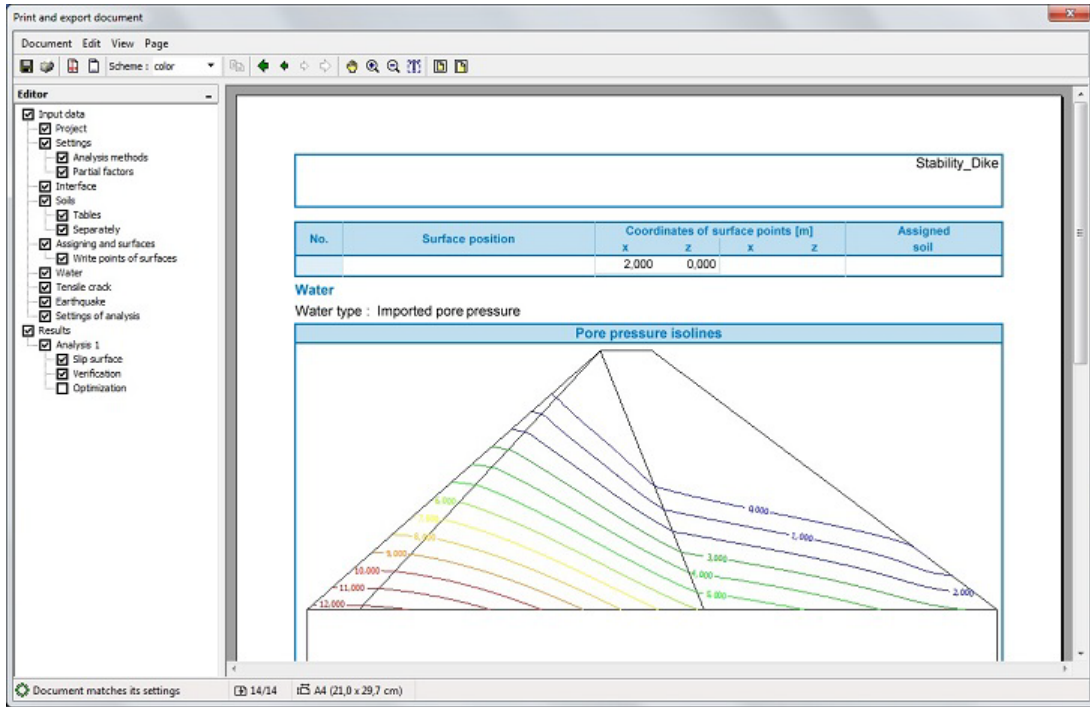 Print and export document
Document Edit View Page
Scheme : color
Editor
Input data
Project
Settings
Analysis methods
Partial factors
Interface
Soils
Tables
Separately
Assigning and surfaces
Write points of surfaces
Water
Tensile crack
Earthquake
Settings of analysis
Results
Analysis 1
Slip surface
Verification
Optimization
Stability_Dike
No. Surface position Coordinates of surface points [m] Assigned
x z x z soil
2,000 0,000
Water
Water type : Imported pore pressure
Pore pressure isolines
6.000
9.000
10.000
11.000
12.000
0.000
1.000
2.000
3.000
4.000
5.000
Document matches its settings 14/14 A4 (21,0 x 29,7 cm)